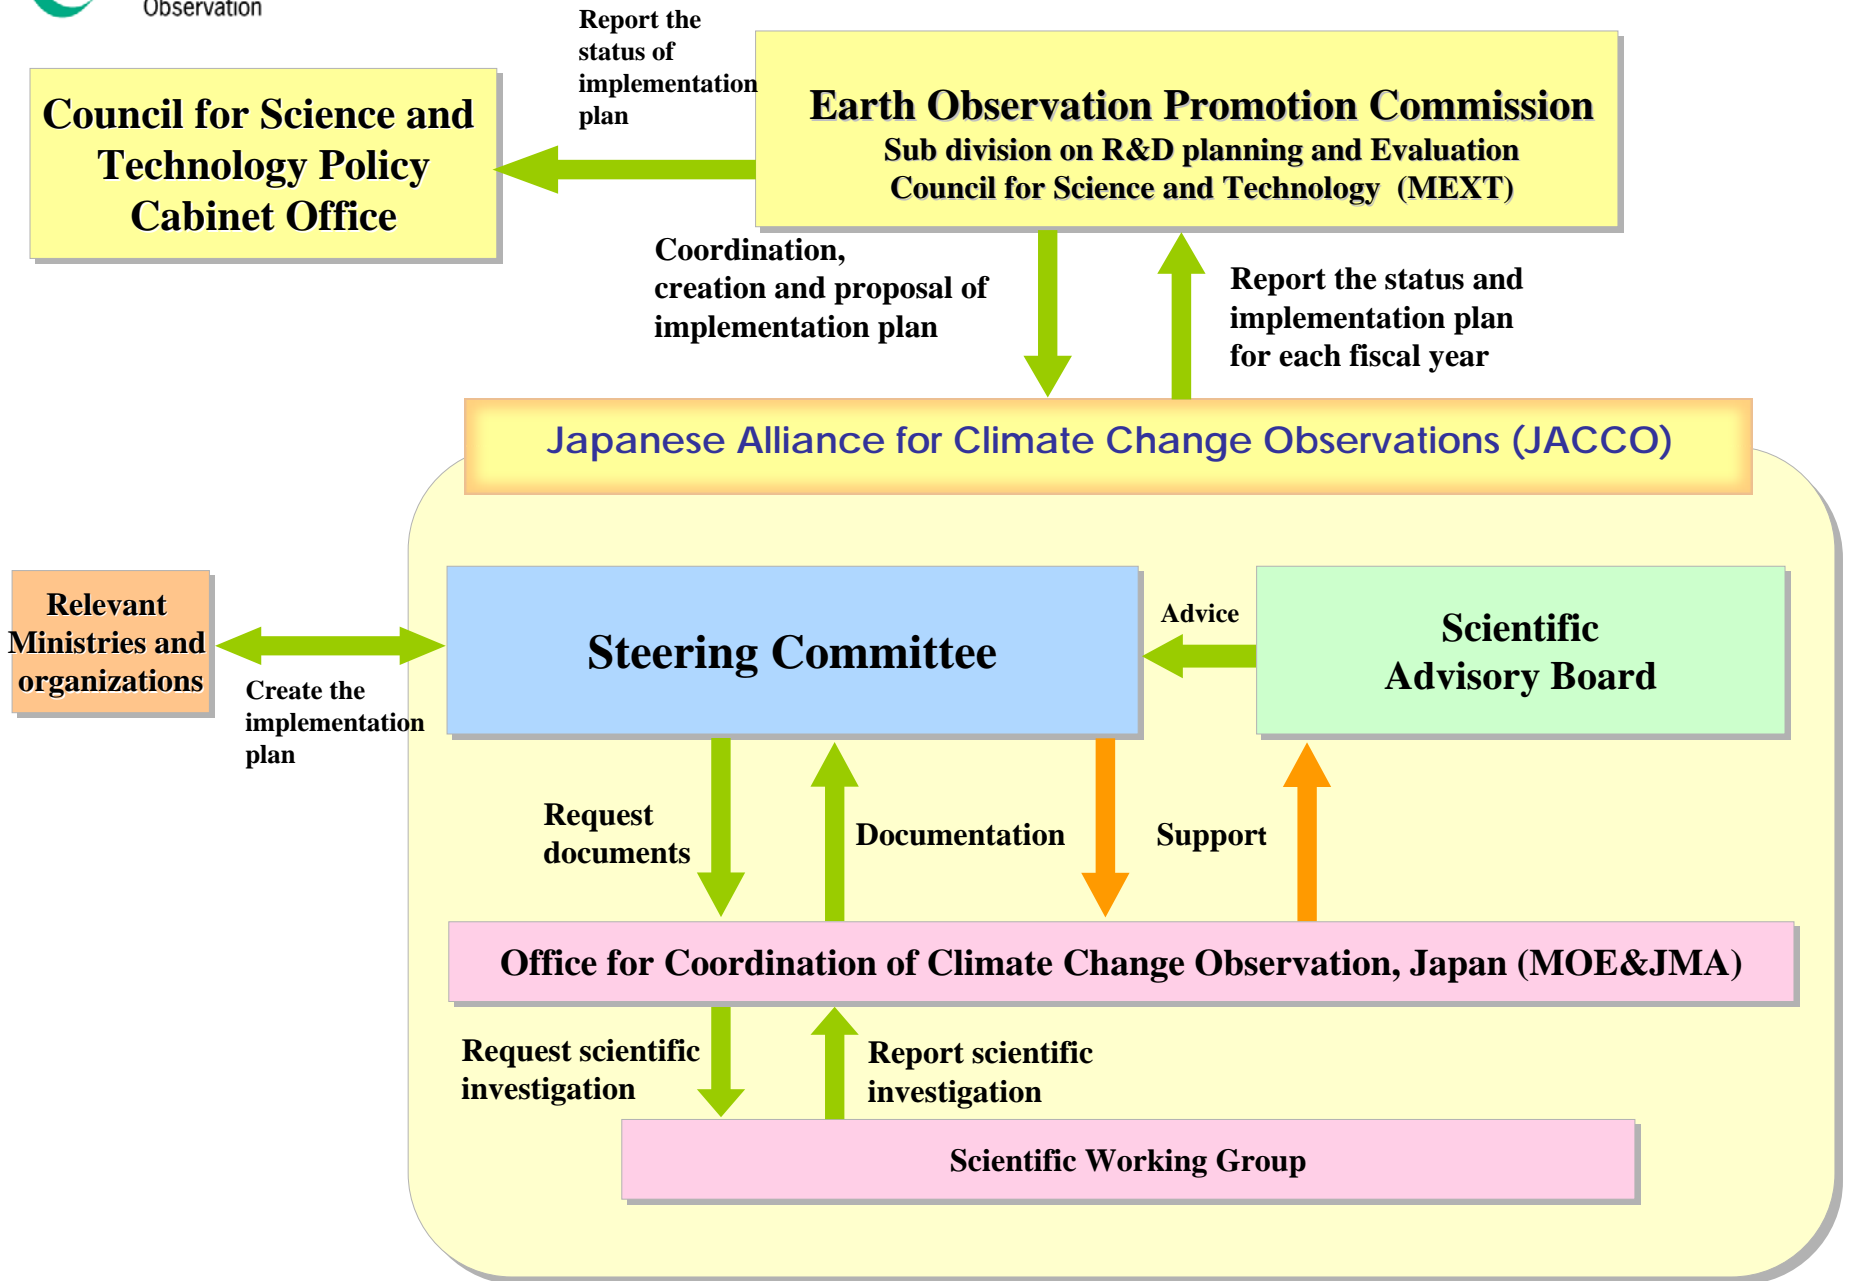 Observation
Report the
status of
implementation
plan
Council for Science and
Technology Policy
Cabinet Office
Earth Observation Promotion Commission
Sub division on R&D planning and Evaluation
Council for Science and Technology (MEXT)
Coordination,
creation and proposal of
implementation plan
Report the status and
implementation plan
for each fiscal year
Japanese Alliance for Climate Change Observations (JACCO)
Relevant
Ministries and
organizations
Create the
implementation
plan
Steering Committee
Advice
Scientific
Advisory Board
Request
documents
Documentation
Support
Office for Coordination of Climate Change Observation, Japan (MOE&JMA)
Request scientific
investigation
Report scientific
investigation
Scientific Working Group